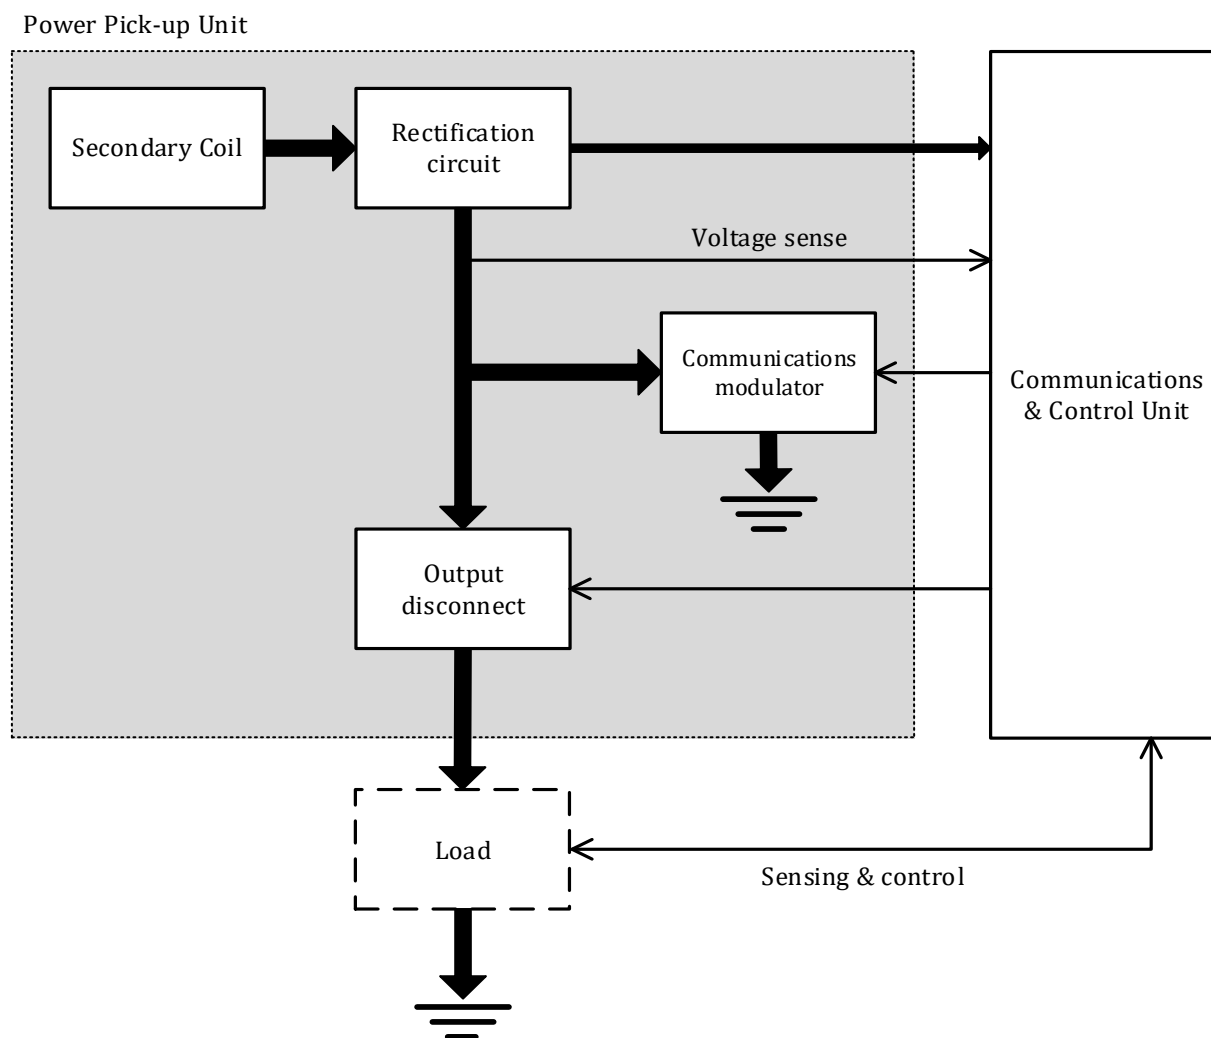 Power Pick-up Unit
Secondary Coil
Rectification
circuit
Voltage sense
Communications
modulator
Communications
& Control Unit
Output
disconnect
Load
Sensing & control